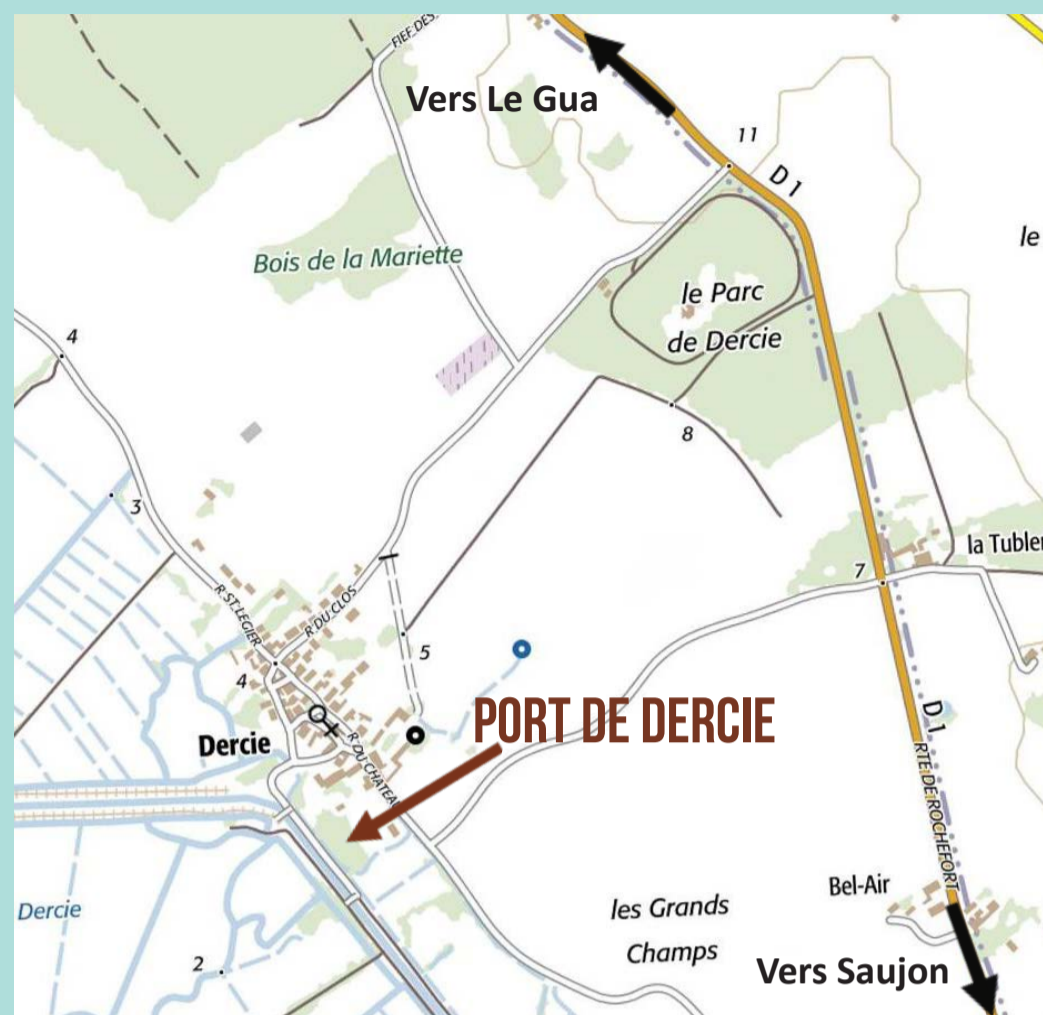 FIEF DES
Vers Le Gua
11
D 1
le
Bois de la Mariette
le Parc
de Dercie
4
8
3
la Tubler
7
R ST LEGIER
R DU CLOS
5
4
PORT DE DERCIE
D 1
Dercie
R DU CHATEAU
RTE DE ROCHEFORT
Bel-Air
Dercie
les Grands
Champs
2
Vers Saujon